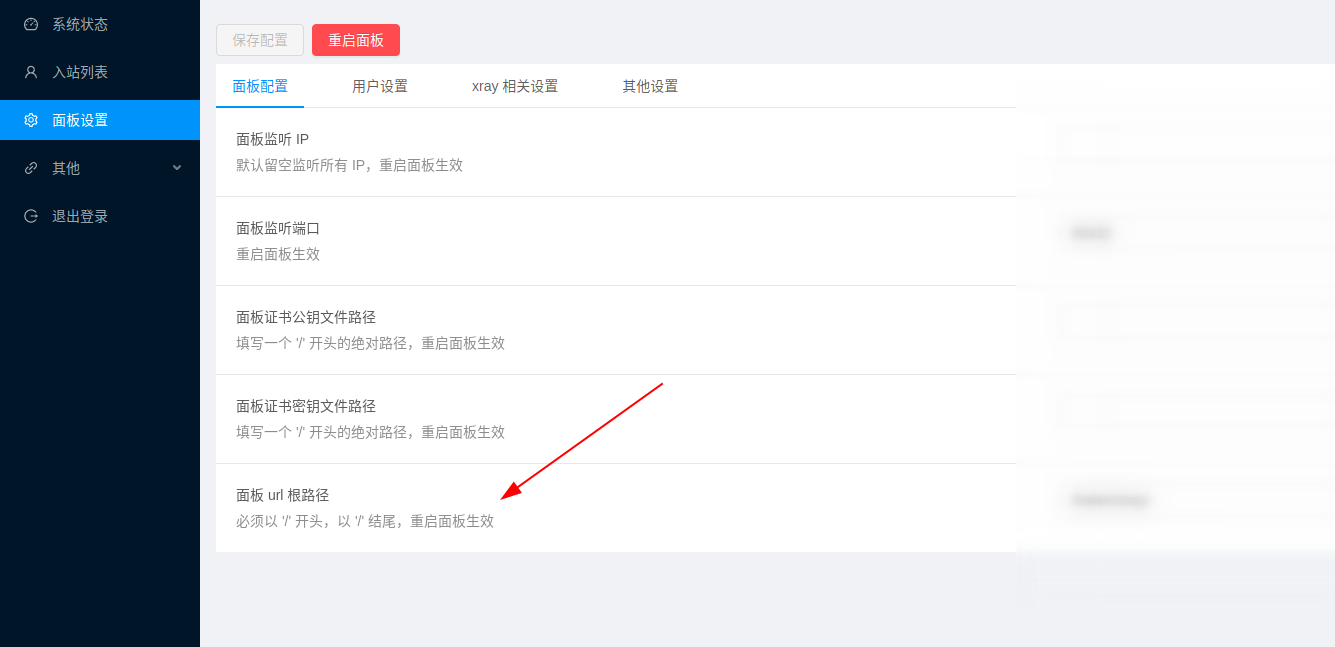 系统状态
入站列表
面板设置
其他
退出登录
保存配置 重启面板
面板配置 用户设置 xray 相关设置 其他设置
面板监听 IP
默认留空监听所有 IP，重启面板生效
面板监听端口
重启面板生效
面板证书公钥文件路径
填写一个 '/' 开头的绝对路径，重启面板生效
面板证书密钥文件路径
填写一个 '/' 开头的绝对路径，重启面板生效
面板 url 根路径
必须以 '/' 开头，以 '/' 结尾，重启面板生效